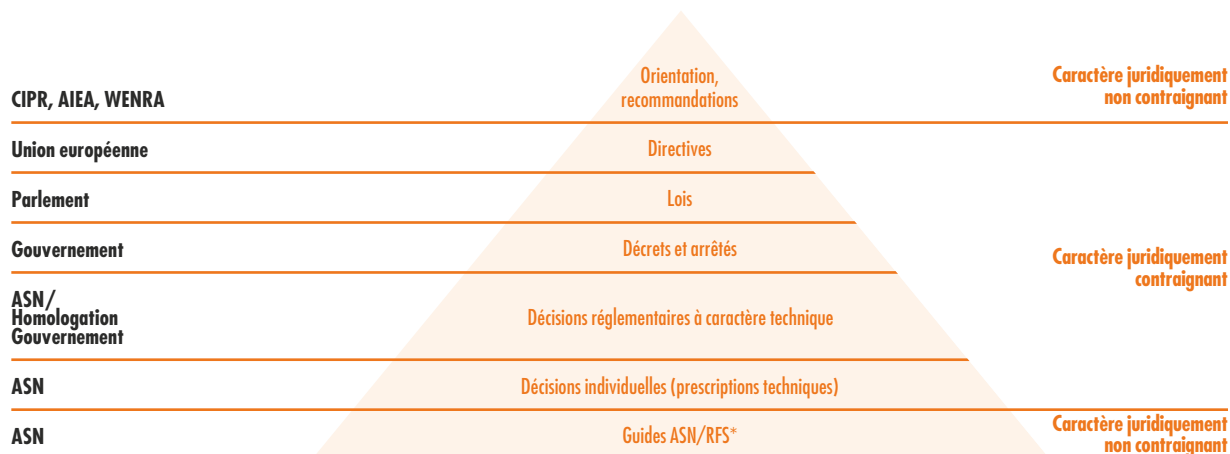 Orientation,
recommandations
Caractère juridiquement
non contraignant
CIPR, AIEA, WENRA
Union européenne
Directives
Parlement
Lois
Gouvernement
Décrets et arrêtés
Caractère juridiquement
contraignant
ASN/
Homologation
Gouvernement
Décisions réglementaires à caractère technique
ASN
Décisions individuelles (prescriptions techniques)
ASN
Guides ASN/RFS*
Caractère juridiquement
non contraignant